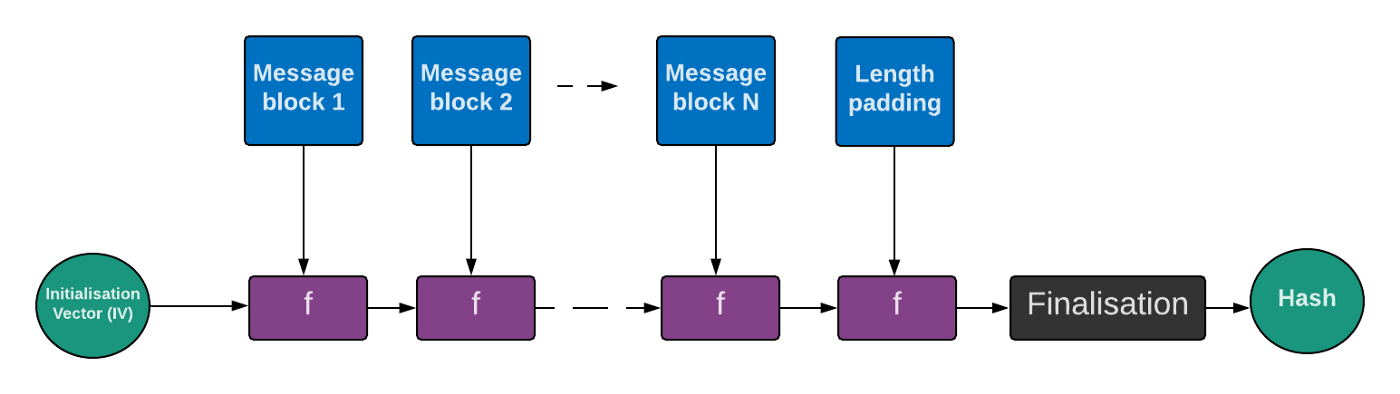 Message
block 1
Message
block 2
Message
block N
Length
padding
Initialisation
Vector (IV)
f
f
f
f
Finalisation
Hash